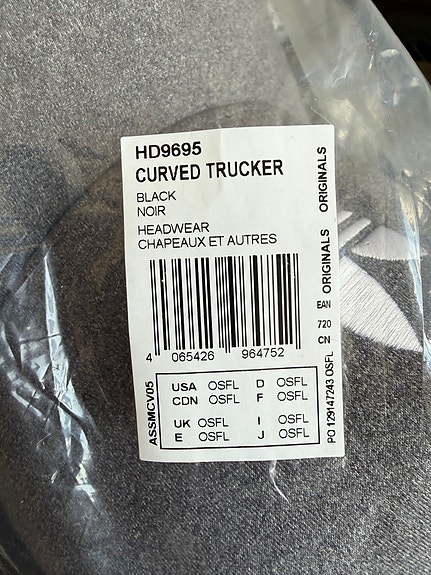 HD9695
CURVED TRUCKER
BLACK
NOIR
HEADWEAR
CHAPEAUX ET AUTRES
ORIGINALS
ORIGINALS
EAN
720
CN
4 065426 964752
USA OSFL D OSFL
CDN OSFL F OSFL
UK OSFL I OSFL
E OSFL J OSFL
ASSMCV05
PO 129147243 OSFL